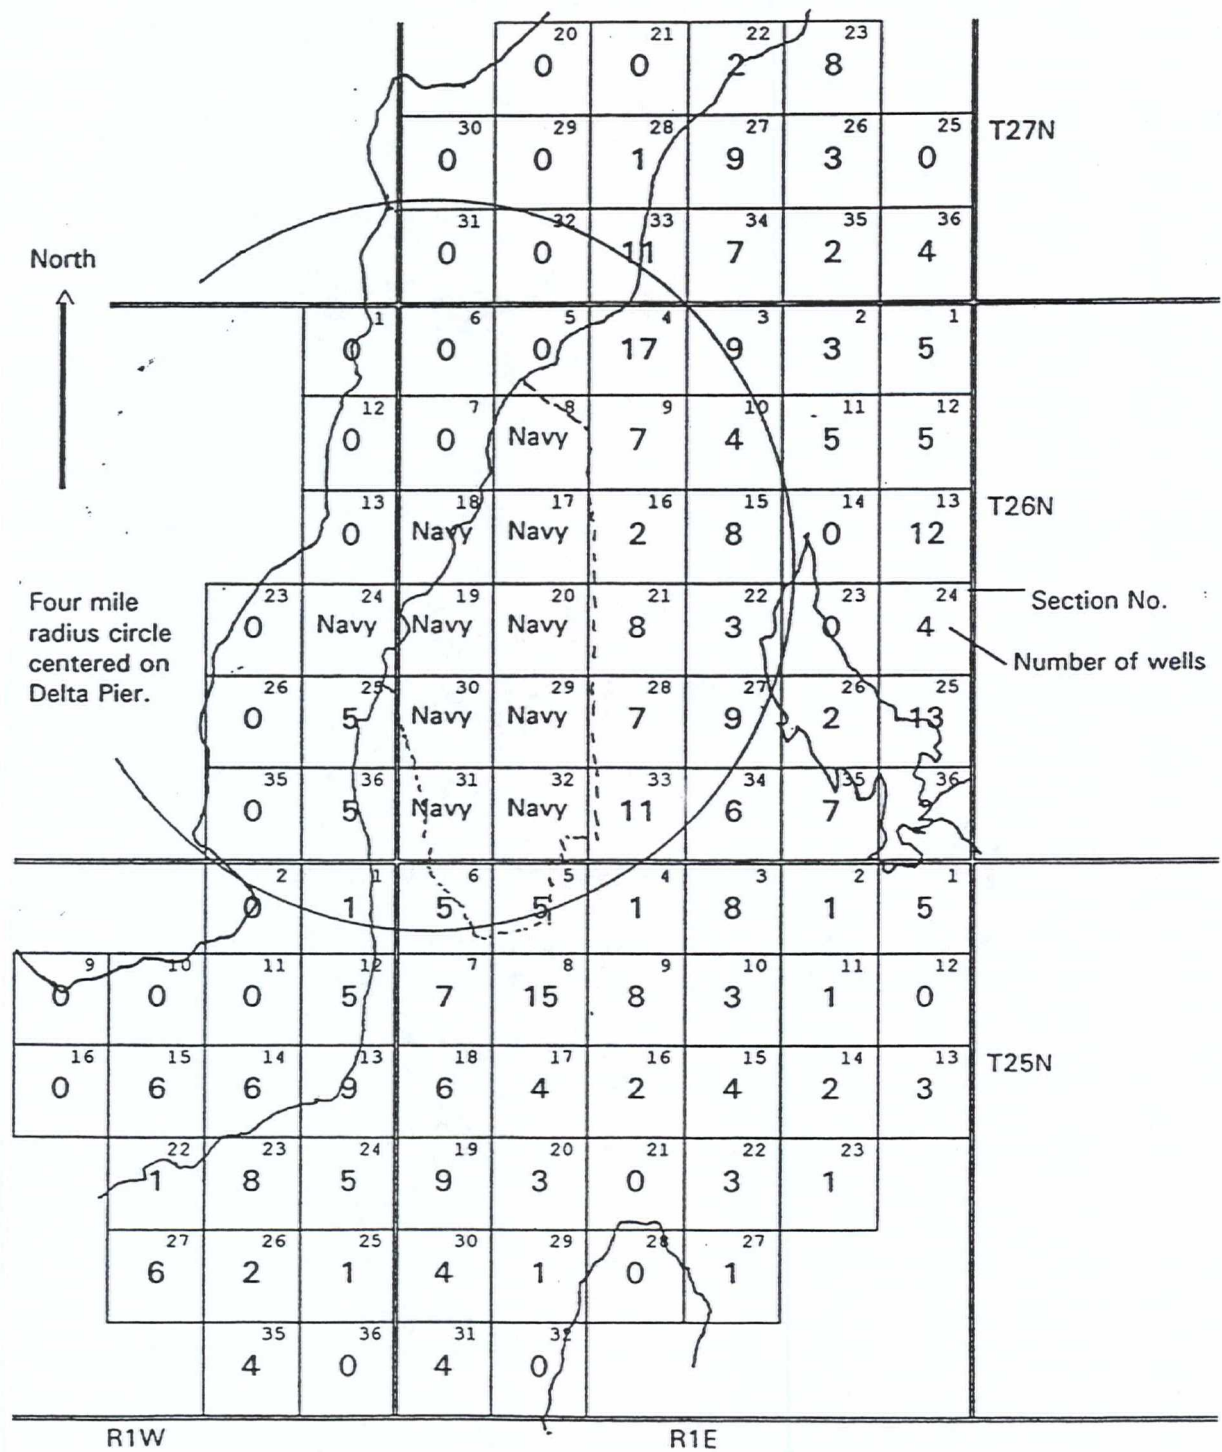 20 21 22 23
0 0 2 8
30 29 28 27 26 25 T27N
0 0 1 9 3 0
31 32 33 34 35 36
0 0 11 7 2 4
North
1 6 5 4 3 2 1
0 0 0 17 9 3 5
12 7 8 9 10 11 12
0 0 Navy 7 4 5 5
13 18 17 16 15 14 13 T26N
0 Navy Navy 2 8 0 12
Four mile
radius circle
centered on
Delta Pier.
23 24 19 20 21 22 23 24 Section No.
0 Navy Navy Navy 8 3 0 4
Number of wells
26 25 30 29 28 27 26 25
0 5 Navy Navy 7 9 2 13
35 36 31 32 33 34 35 36
0 5 Navy Navy 11 6 7
2 1 6 5 4 3 2 1
0 1 5 5 1 8 1 5
9 10 11 12 7 8 9 10 11 12
0 0 0 5 7 15 8 3 1 0
16 15 14 13 18 17 16 15 14 13 T25N
0 6 6 9 6 4 2 4 2 3
22 23 24 19 20 21 22 23
1 8 5 9 3 0 3 1
27 26 25 30 29 28 27
6 2 1 4 1 0 1
35 36 31 32
4 0 4 0
R1W R1E